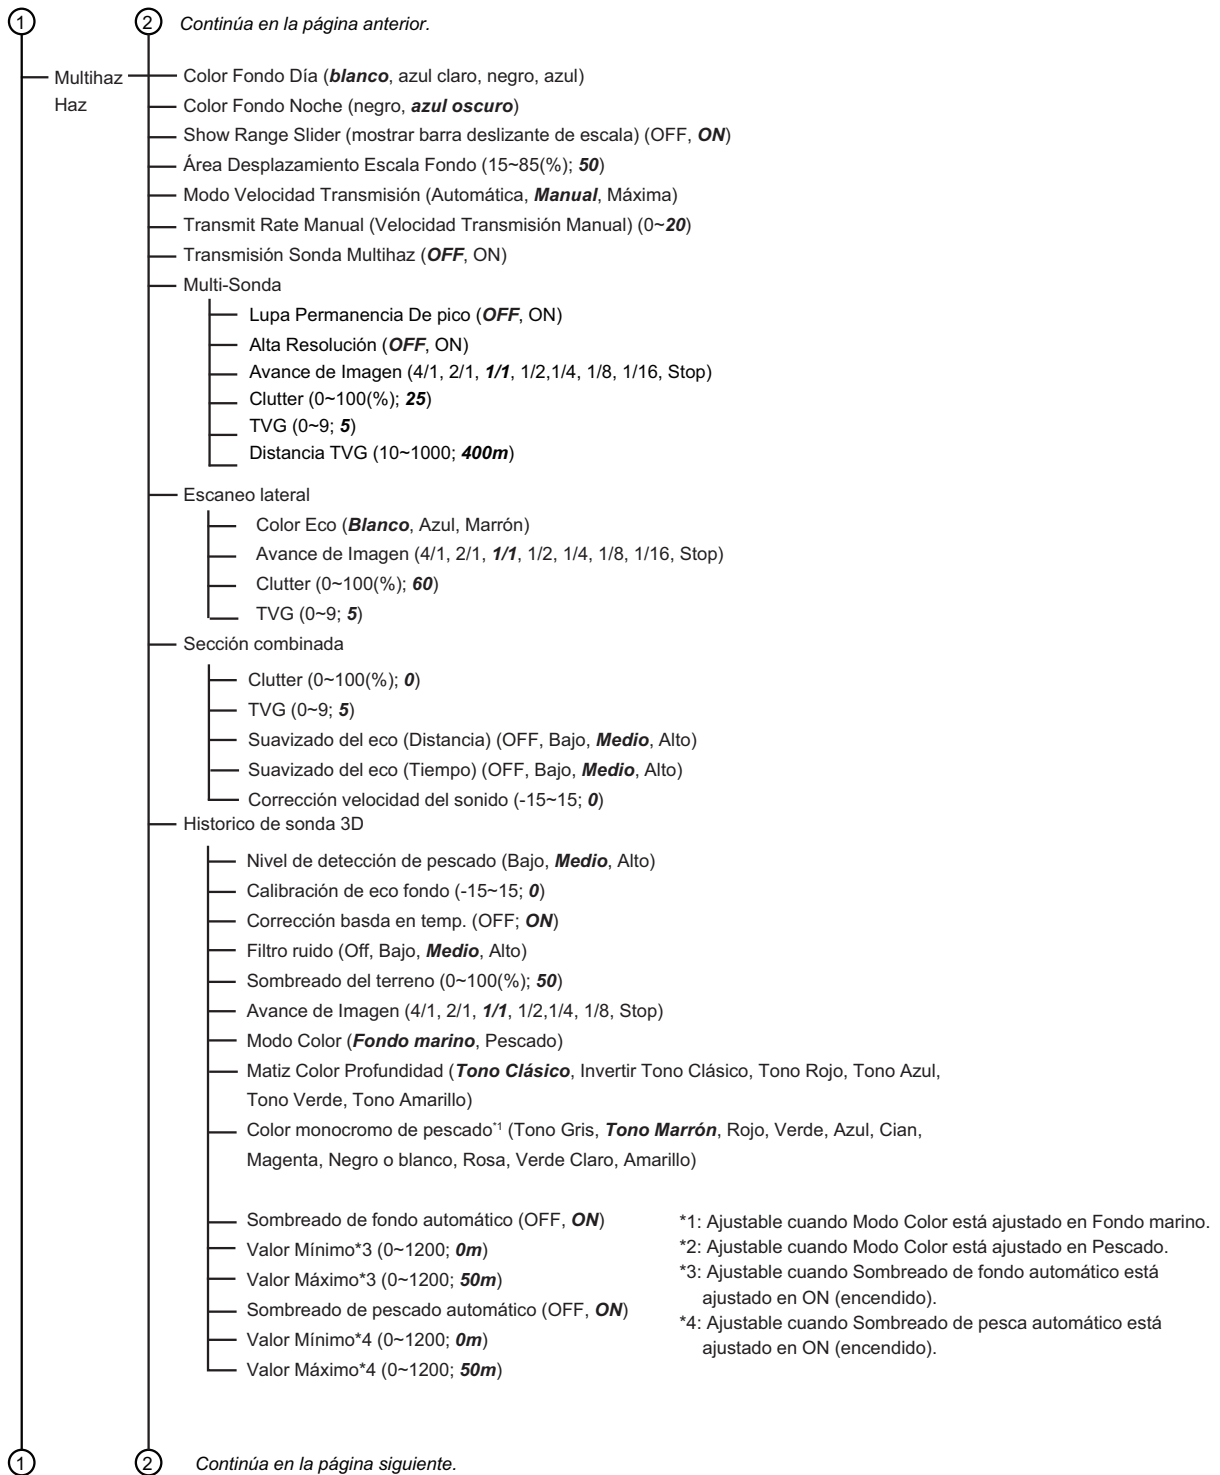 1 2 Continúa en la página anterior.
Multihaz
Haz
Color Fondo Día (blanco, azul claro, negro, azul)
Color Fondo Noche (negro, azul oscuro)
Show Range Slider (mostrar barra deslizante de escala) (OFF, ON)
Área Desplazamiento Escala Fondo (15~85(%); 50)
Modo Velocidad Transmisión (Automática, Manual, Máxima)
Transmit Rate Manual (Velocidad Transmisión Manual) (0~20)
Transmisión Sonda Multihaz (OFF, ON)
Multi-Sonda
Lupa Permanencia De pico (OFF, ON)
Alta Resolución (OFF, ON)
Avance de Imagen (4/1, 2/1, 1/1, 1/2,1/4, 1/8, 1/16, Stop)
Clutter (0~100(%); 25)
TVG (0~9; 5)
Distancia TVG (10~1000; 400m)
Escaneo lateral
Color Eco (Blanco, Azul, Marrón)
Avance de Imagen (4/1, 2/1, 1/1, 1/2, 1/4, 1/8, 1/16, Stop)
Clutter (0~100(%); 60)
TVG (0~9; 5)
Sección combinada
Clutter (0~100(%); 0)
TVG (0~9; 5)
Suavizado del eco (Distancia) (OFF, Bajo, Medio, Alto)
Suavizado del eco (Tiempo) (OFF, Bajo, Medio, Alto)
Corrección velocidad del sonido (-15~15; 0)
Historico de sonda 3D
Nivel de detección de pescado (Bajo, Medio, Alto)
Calibración de eco fondo (-15~15; 0)
Corrección basda en temp. (OFF; ON)
Filtro ruido (Off, Bajo, Medio, Alto)
Sombreado del terreno (0~100(%); 50)
Avance de Imagen (4/1, 2/1, 1/1, 1/2,1/4, 1/8, Stop)
Modo Color (Fondo marino, Pescado)
Matiz Color Profundidad (Tono Clásico, Invertir Tono Clásico, Tono Rojo, Tono Azul,
Tono Verde, Tono Amarillo)
Color monocromo de pescado*1 (Tono Gris, Tono Marrón, Rojo, Verde, Azul, Cian,
Magenta, Negro o blanco, Rosa, Verde Claro, Amarillo)
Sombreado de fondo automático (OFF, ON)
Valor Mínimo*3 (0~1200; 0m)
Valor Máximo*3 (0~1200; 50m)
Sombreado de pescado automático (OFF, ON)
Valor Mínimo*4 (0~1200; 0m)
Valor Máximo*4 (0~1200; 50m)
*1: Ajustable cuando Modo Color está ajustado en Fondo marino.
*2: Ajustable cuando Modo Color está ajustado en Pescado.
*3: Ajustable cuando Sombreado de fondo automático está
ajustado en ON (encendido).
*4: Ajustable cuando Sombreado de pesca automático está
ajustado en ON (encendido).
1 2 Continúa en la página siguiente.